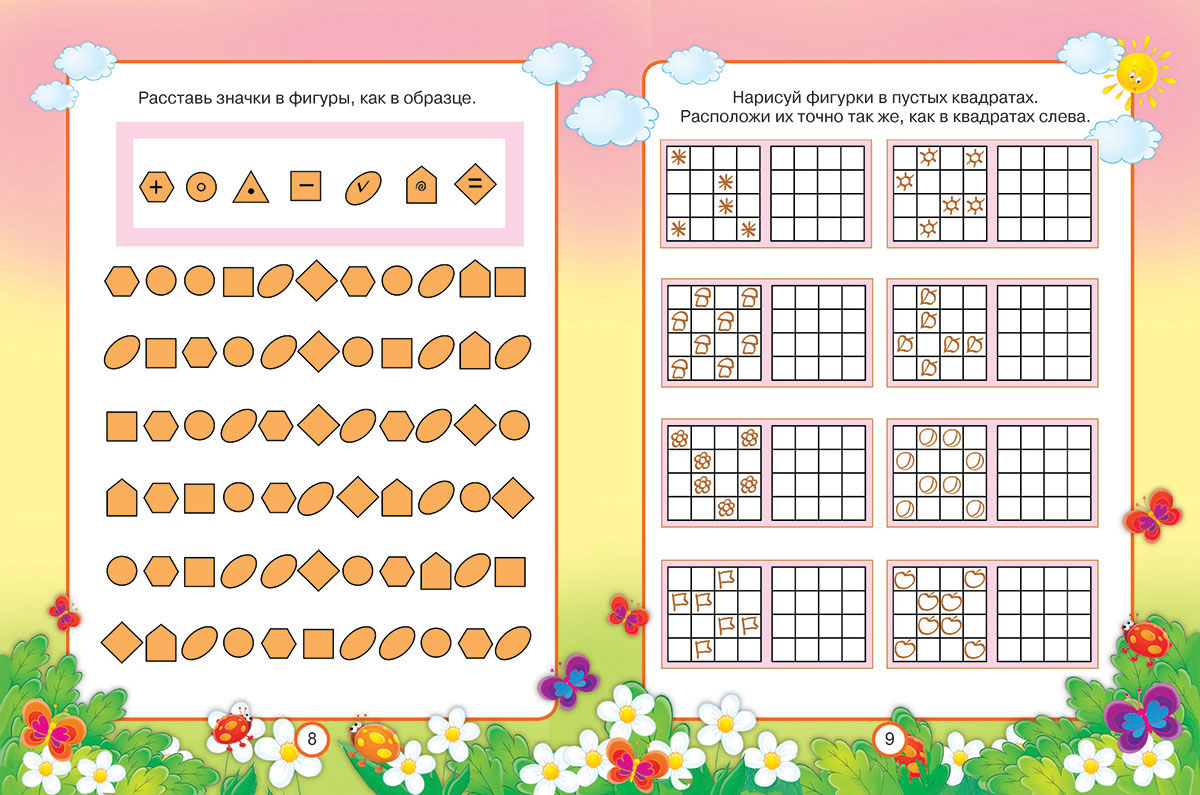 Расставь значки в фигуры, как в образце.
8
Нарисуй фигурки в пустых квадратах.
Расположи их точно так же, как в квадратах слева.
9